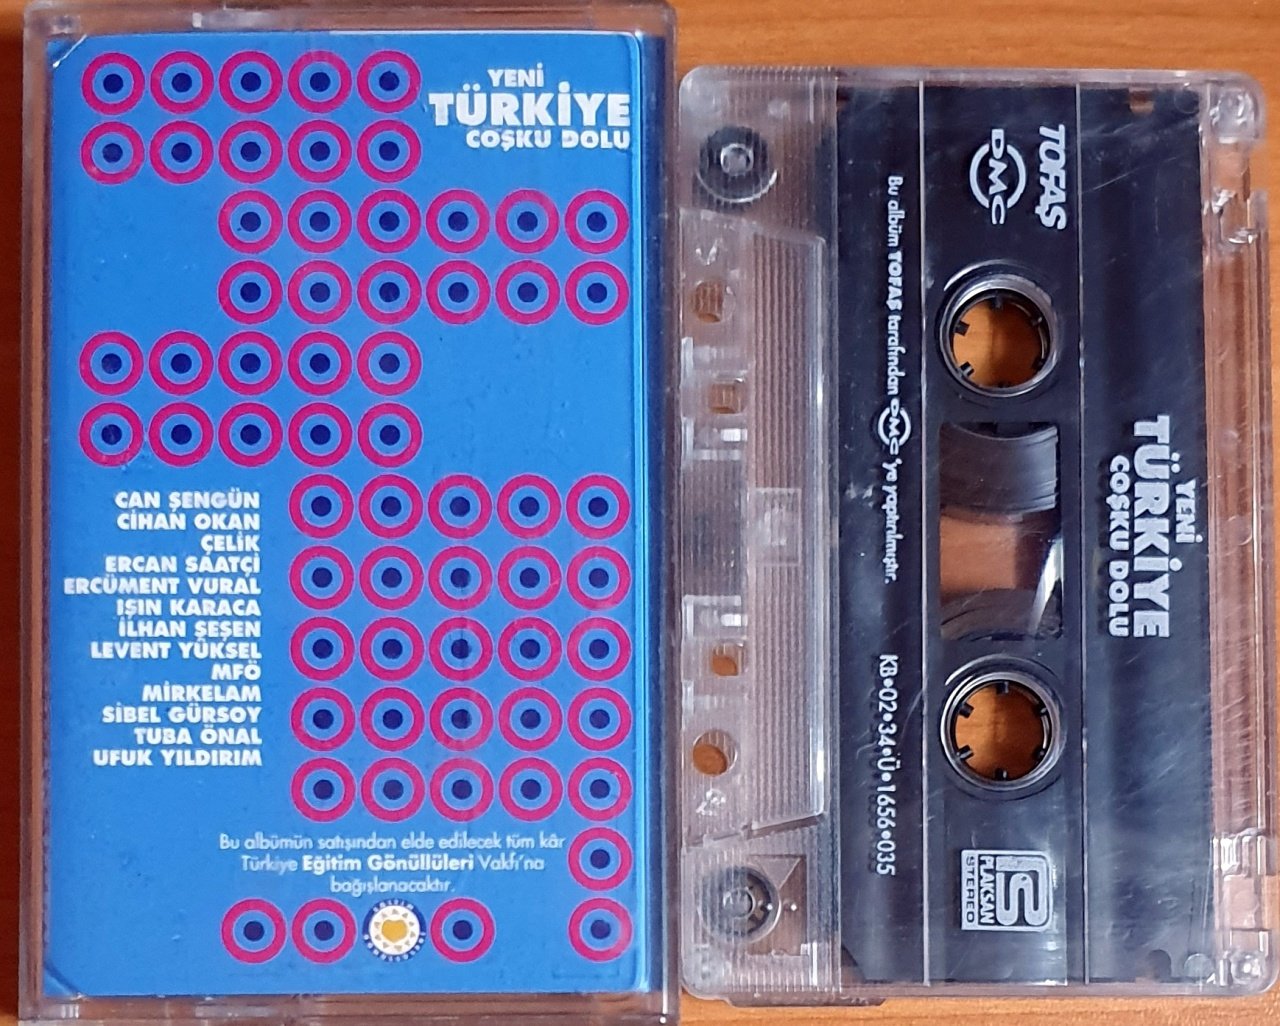 YENİ
TÜRKİYE
COŞKU DOLU
CAN ŞENGÜN
CİHAN OKAN
ÇELİK
ERCAN SAATÇİ
ERCÜMENT VURAL
IŞIN KARACA
İLHAN ŞEŞEN
LEVENT YÜKSEL
MFÖ
MİRKELAM
SİBEL GÜRSOY
TUBA ÖNAL
UFUK YILDIRIM
Bu albümün satışından elde edilecek tüm kâr
Türkiye Eğitim Gönüllüleri Vakfı'na
bağışlanacaktır.
TOFAŞ
DMC
Bu albüm TOFAŞ tarafından DMC 'ye yaptırılmıştır.
KB•02•34•Ü•1656•035
YENİ
TÜRKİYE
COŞKU DOLU
PLAKSAN
STEREO